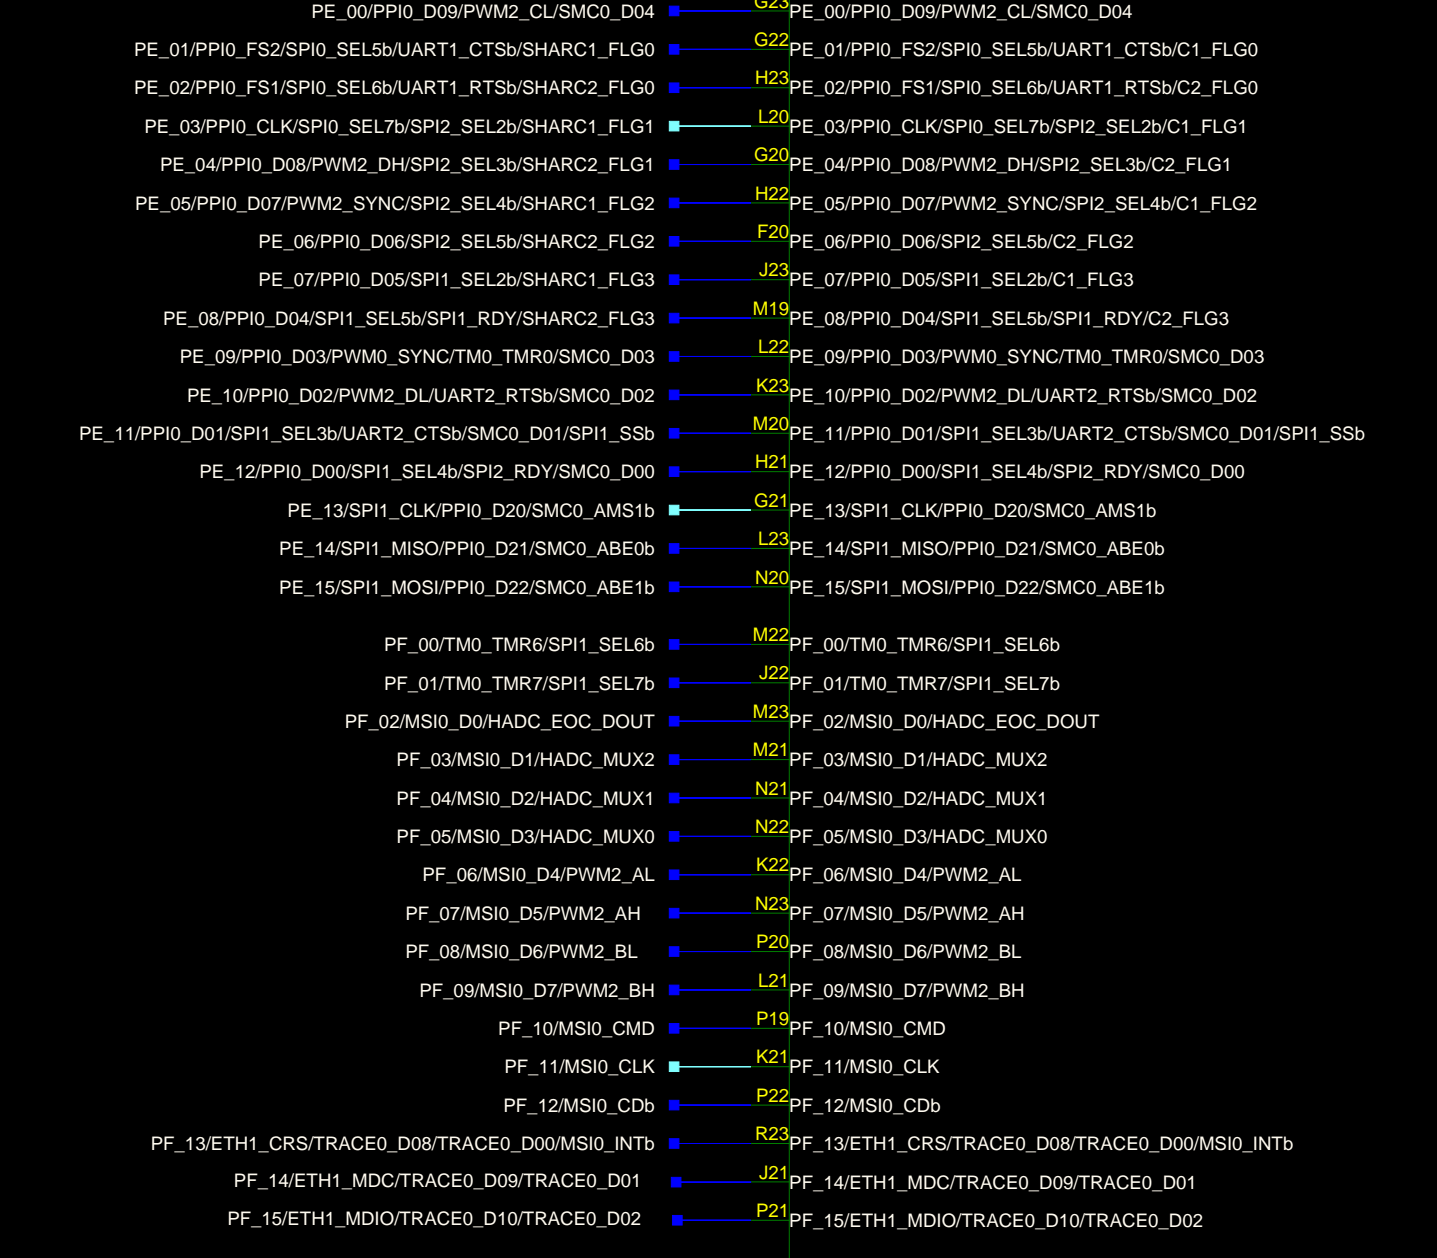 PE_00/PPI0_D09/PWM2_CL/SMC0_D04 G23 PE_00/PPI0_D09/PWM2_CL/SMC0_D04
PE_01/PPI0_FS2/SPI0_SEL5b/UART1_CTSb/SHARC1_FLG0 G22 PE_01/PPI0_FS2/SPI0_SEL5b/UART1_CTSb/C1_FLG0
PE_02/PPI0_FS1/SPI0_SEL6b/UART1_RTSb/SHARC2_FLG0 H23 PE_02/PPI0_FS1/SPI0_SEL6b/UART1_RTSb/C2_FLG0
PE_03/PPI0_CLK/SPI0_SEL7b/SPI2_SEL2b/SHARC1_FLG1 L20 PE_03/PPI0_CLK/SPI0_SEL7b/SPI2_SEL2b/C1_FLG1
PE_04/PPI0_D08/PWM2_DH/SPI2_SEL3b/SHARC2_FLG1 G20 PE_04/PPI0_D08/PWM2_DH/SPI2_SEL3b/C2_FLG1
PE_05/PPI0_D07/PWM2_SYNC/SPI2_SEL4b/SHARC1_FLG2 H22 PE_05/PPI0_D07/PWM2_SYNC/SPI2_SEL4b/C1_FLG2
PE_06/PPI0_D06/SPI2_SEL5b/SHARC2_FLG2 F20 PE_06/PPI0_D06/SPI2_SEL5b/C2_FLG2
PE_07/PPI0_D05/SPI1_SEL2b/SHARC1_FLG3 J23 PE_07/PPI0_D05/SPI1_SEL2b/C1_FLG3
PE_08/PPI0_D04/SPI1_SEL5b/SPI1_RDY/SHARC2_FLG3 M19 PE_08/PPI0_D04/SPI1_SEL5b/SPI1_RDY/C2_FLG3
PE_09/PPI0_D03/PWM0_SYNC/TM0_TMR0/SMC0_D03 L22 PE_09/PPI0_D03/PWM0_SYNC/TM0_TMR0/SMC0_D03
PE_10/PPI0_D02/PWM2_DL/UART2_RTSb/SMC0_D02 K23 PE_10/PPI0_D02/PWM2_DL/UART2_RTSb/SMC0_D02
PE_11/PPI0_D01/SPI1_SEL3b/UART2_CTSb/SMC0_D01/SPI1_SSb M20 PE_11/PPI0_D01/SPI1_SEL3b/UART2_CTSb/SMC0_D01/SPI1_SSb
PE_12/PPI0_D00/SPI1_SEL4b/SPI2_RDY/SMC0_D00 H21 PE_12/PPI0_D00/SPI1_SEL4b/SPI2_RDY/SMC0_D00
PE_13/SPI1_CLK/PPI0_D20/SMC0_AMS1b G21 PE_13/SPI1_CLK/PPI0_D20/SMC0_AMS1b
PE_14/SPI1_MISO/PPI0_D21/SMC0_ABE0b L23 PE_14/SPI1_MISO/PPI0_D21/SMC0_ABE0b
PE_15/SPI1_MOSI/PPI0_D22/SMC0_ABE1b N20 PE_15/SPI1_MOSI/PPI0_D22/SMC0_ABE1b
PF_00/TM0_TMR6/SPI1_SEL6b M22 PF_00/TM0_TMR6/SPI1_SEL6b
PF_01/TM0_TMR7/SPI1_SEL7b J22 PF_01/TM0_TMR7/SPI1_SEL7b
PF_02/MSI0_D0/HADC_EOC_DOUT M23 PF_02/MSI0_D0/HADC_EOC_DOUT
PF_03/MSI0_D1/HADC_MUX2 M21 PF_03/MSI0_D1/HADC_MUX2
PF_04/MSI0_D2/HADC_MUX1 N21 PF_04/MSI0_D2/HADC_MUX1
PF_05/MSI0_D3/HADC_MUX0 N22 PF_05/MSI0_D3/HADC_MUX0
PF_06/MSI0_D4/PWM2_AL K22 PF_06/MSI0_D4/PWM2_AL
PF_07/MSI0_D5/PWM2_AH N23 PF_07/MSI0_D5/PWM2_AH
PF_08/MSI0_D6/PWM2_BL P20 PF_08/MSI0_D6/PWM2_BL
PF_09/MSI0_D7/PWM2_BH L21 PF_09/MSI0_D7/PWM2_BH
PF_10/MSI0_CMD P19 PF_10/MSI0_CMD
PF_11/MSI0_CLK K21 PF_11/MSI0_CLK
PF_12/MSI0_CDb P22 PF_12/MSI0_CDb
PF_13/ETH1_CRS/TRACE0_D08/TRACE0_D00/MSI0_INTb R23 PF_13/ETH1_CRS/TRACE0_D08/TRACE0_D00/MSI0_INTb
PF_14/ETH1_MDC/TRACE0_D09/TRACE0_D01 J21 PF_14/ETH1_MDC/TRACE0_D09/TRACE0_D01
PF_15/ETH1_MDIO/TRACE0_D10/TRACE0_D02 P21 PF_15/ETH1_MDIO/TRACE0_D10/TRACE0_D02